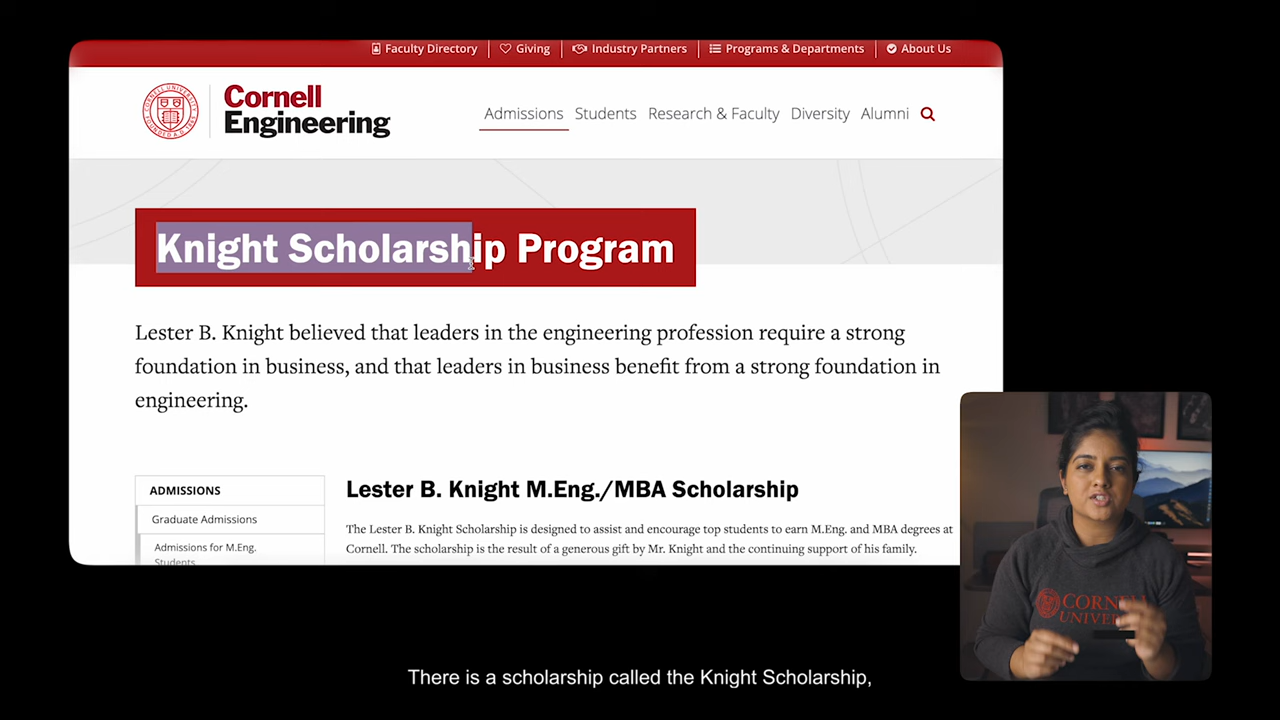 Faculty Directory
Giving
Industry Partners
Programs & Departments
About Us
Cornell
Engineering
Admissions
Students
Research & Faculty
Diversity
Alumni
Knight Scholarship Program
Lester B. Knight believed that leaders in the engineering profession require a strong
foundation in business, and that leaders in business benefit from a strong foundation in
engineering.
ADMISSIONS
Graduate Admissions
Admissions for M.Eng.
Students
Lester B. Knight M.Eng./MBA Scholarship
The Lester B. Knight Scholarship is designed to assist and encourage top students to earn M.Eng. and MBA degrees at
Cornell. The scholarship is the result of a generous gift by Mr. Knight and the continuing support of his family.
There is a scholarship called the Knight Scholarship,